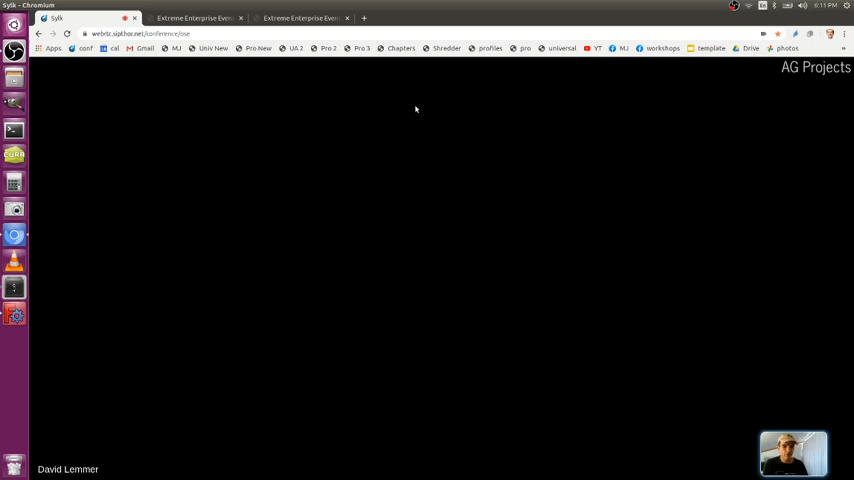 Sylk - Chromium
En
6:11 PM
Sylk
Extreme Enterprise Even
Extreme Enterprise Even
webrtc.sipthor.net/conference/ose
Apps conf cal Gmail MJ Univ New Pro New UA 2 Pro 2 Pro 3 Chapters Shredder profiles pro universal YT MJ workshops template Drive photos »
AG Projects
CURA
David Lemmer